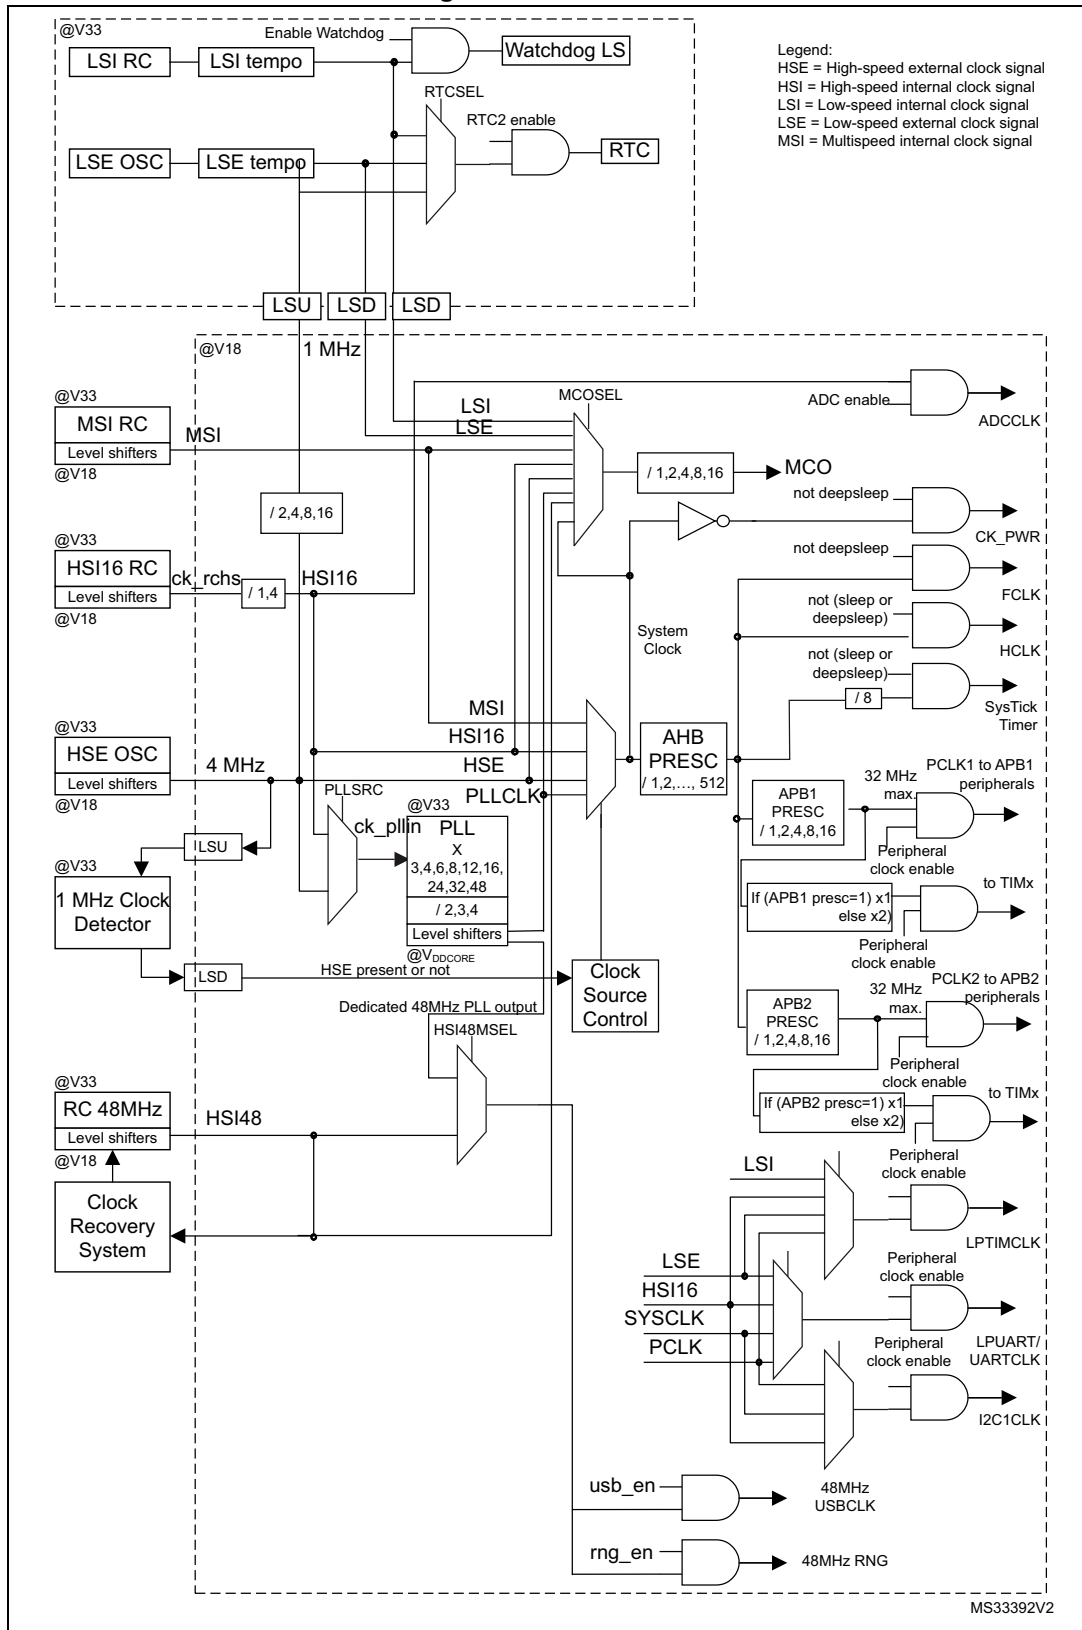 @V33
Enable Watchdog
LSI RC
LSI tempo
Watchdog LS
Legend:
HSE = High-speed external clock signal
HSI = High-speed internal clock signal
LSI = Low-speed internal clock signal
LSE = Low-speed external clock signal
MSI = Multispeed internal clock signal
RTCSEL
RTC2 enable
LSE OSC
LSE tempo
RTC
LSU
LSD
LSD
@V18
1 MHz
@V33
MSI RC
Level shifters
@V18
MSI
LSI
LSE
MCOSEL
ADC enable
ADCCLK
/ 1,2,4,8,16
MCO
/ 2,4,8,16
not deepsleep
CK_PWR
@V33
HSI16 RC
Level shifters
@V18
ck_rchs
/ 1,4
HSI16
not deepsleep
FCLK
System
Clock
not (sleep or
deepsleep)
HCLK
not (sleep or
deepsleep)
/ 8
SysTick
Timer
MSI
HSI16
HSE
PLLCLK
AHB
PRESC
/ 1,2,…, 512
@V33
HSE OSC
Level shifters
@V18
4 MHz
PLLSRC
ck_pllin
@V33
PLL
X
3,4,6,8,12,16,
24,32,48
/ 2,3,4
Level shifters
@VDDCORE
APB1
PRESC
/ 1,2,4,8,16
32 MHz
max.
PCLK1 to APB1
peripherals
Peripheral
clock enable
LSU
@V33
1 MHz Clock
Detector
LSD
HSE present or not
If (APB1 presc=1) x1
else x2)
to TIMx
Peripheral
clock enable
Clock
Source
Control
Dedicated 48MHz PLL output
HSI48MSEL
APB2
PRESC
/ 1,2,4,8,16
32 MHz
max.
PCLK2 to APB2
peripherals
Peripheral
clock enable
If (APB2 presc=1) x1
else x2)
to TIMx
Peripheral
clock enable
@V33
RC 48MHz
Level shifters
@V18
HSI48
Clock
Recovery
System
LSI
LPTIMCLK
LSE
HSI16
SYSCLK
PCLK
Peripheral
clock enable
LPUART/
UARTCLK
Peripheral
clock enable
I2C1CLK
usb_en
48MHz
USBCLK
rng_en
48MHz RNG
MS33392V2